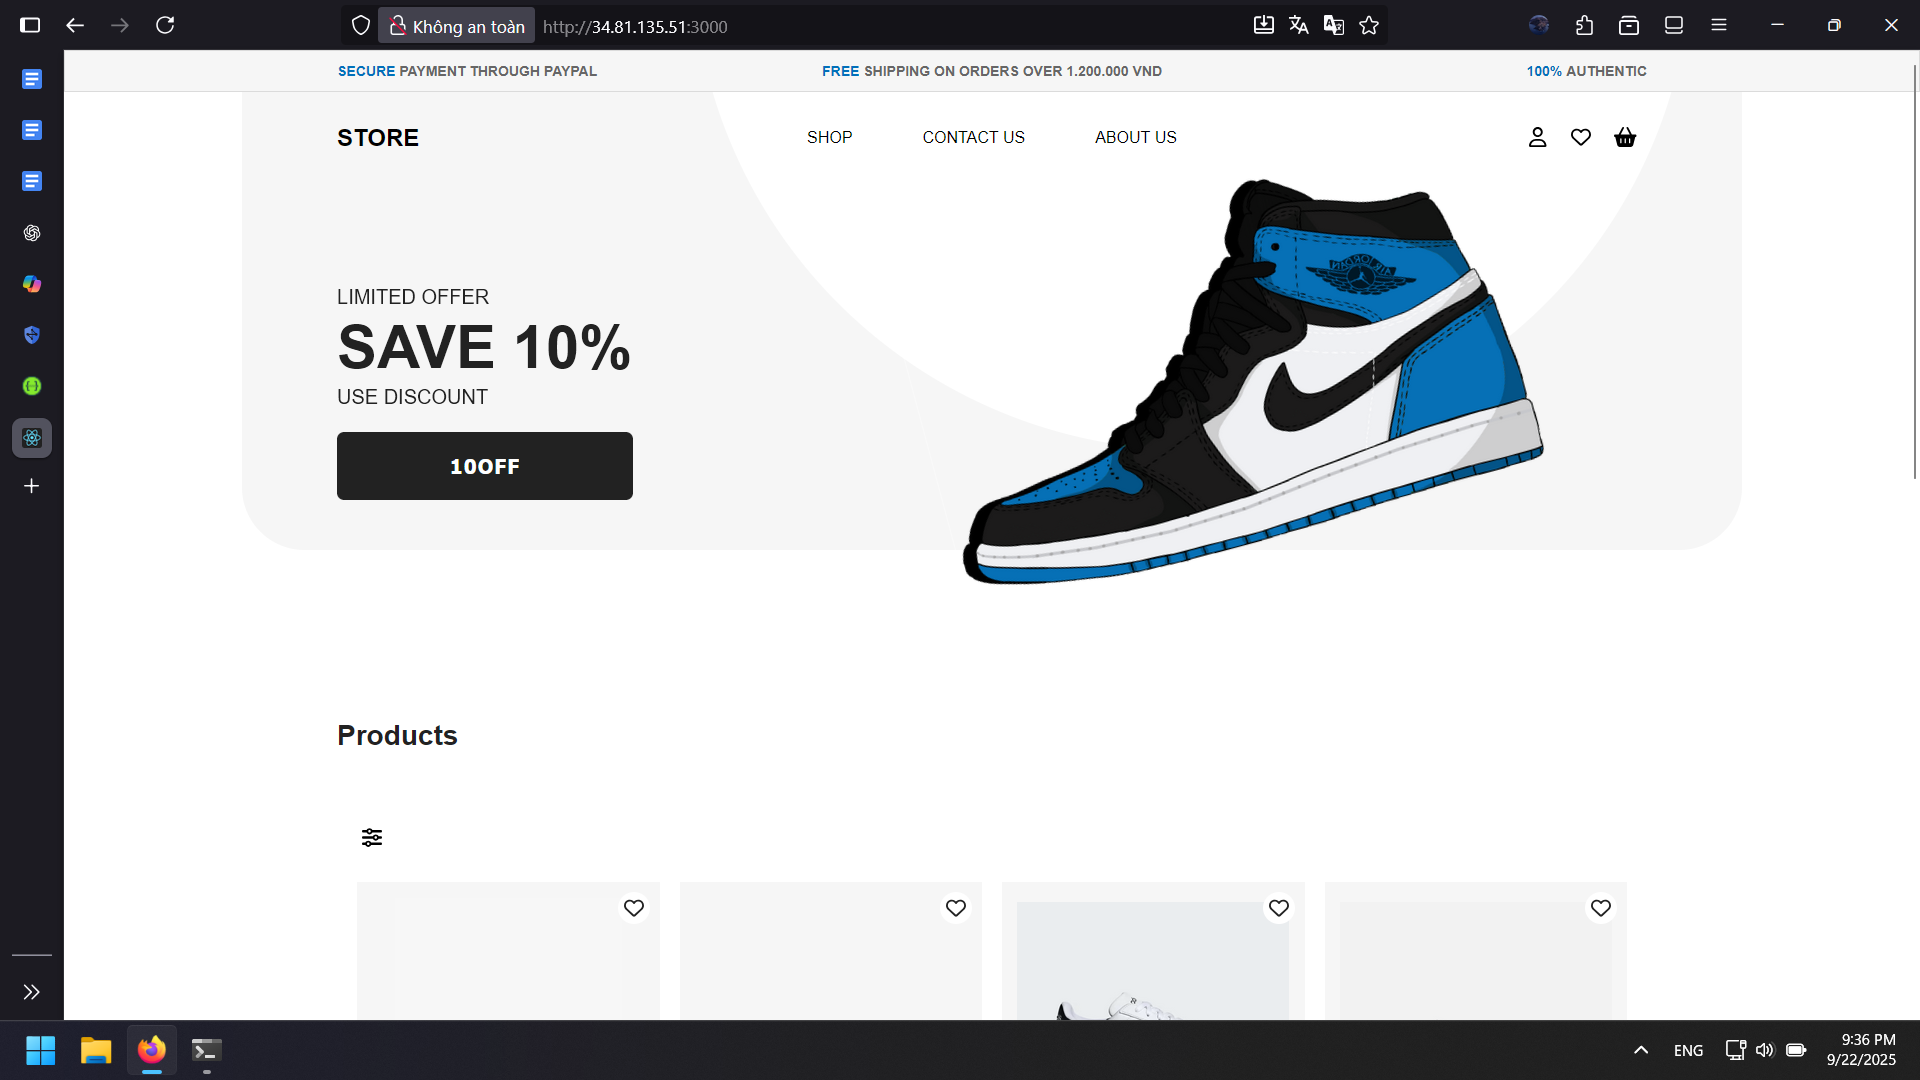 Không an toàn
http://34.81.135.51:3000
SECURE PAYMENT THROUGH PAYPAL
FREE SHIPPING ON ORDERS OVER 1.200.000 VND
100% AUTHENTIC
STORE
SHOP
CONTACT US
ABOUT US
AIR JORDAN
LIMITED OFFER
SAVE 10%
USE DISCOUNT
10OFF
Products
ENG
9:36 PM
9/22/2025